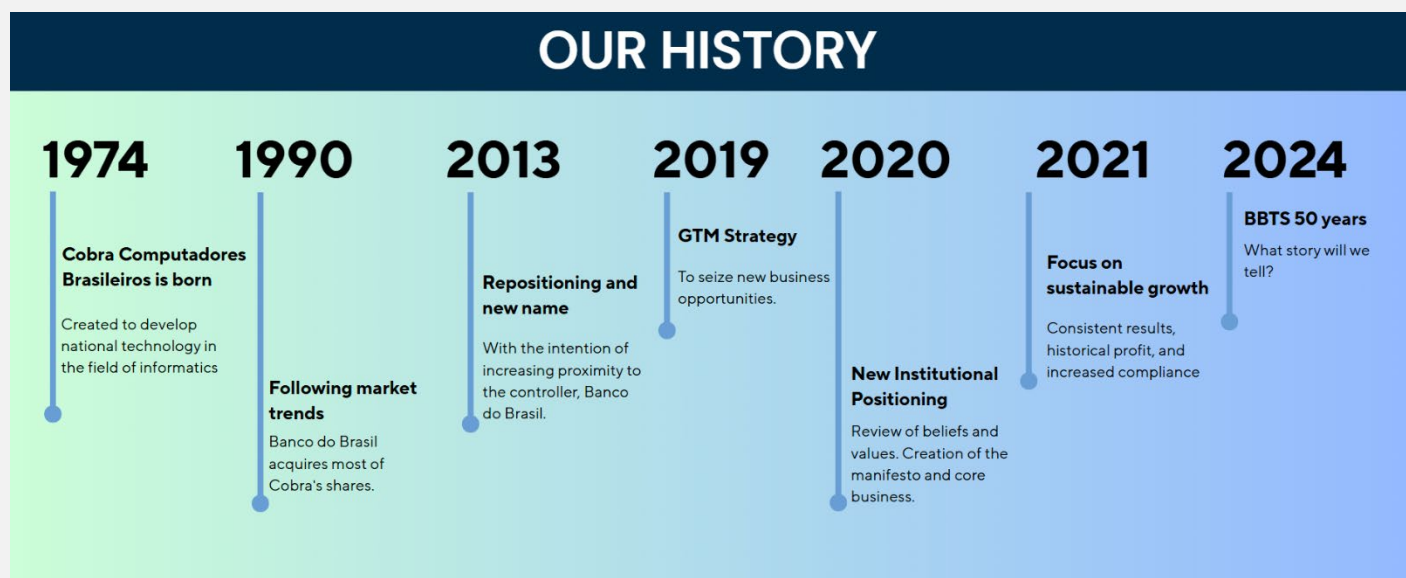 OUR HISTORY
1974
Cobra Computadores
Brasileiros is born
Created to develop
national technology in
the field of informatics
1990
Following market
trends
Banco do Brasil
acquires most of
Cobra's shares.
2013
Repositioning and
new name
With the intention of
increasing proximity to
the controller, Banco
do Brasil.
2019
GTM Strategy
To seize new business
opportunities.
2020
New Institutional
Positioning
Review of beliefs and
values. Creation of the
manifesto and core
business.
2021
Focus on
sustainable growth
Consistent results,
historical profit, and
increased compliance
2024
BBTS 50 years
What story will we
tell?